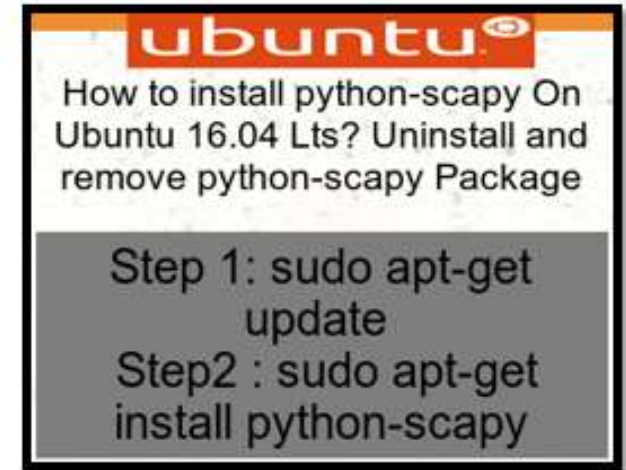 ubuntu®
How to install python-scapy On
Ubuntu 16.04 Lts? Uninstall and
remove python-scapy Package
Step 1: sudo apt-get
update
Step2 : sudo apt-get
install python-scapy